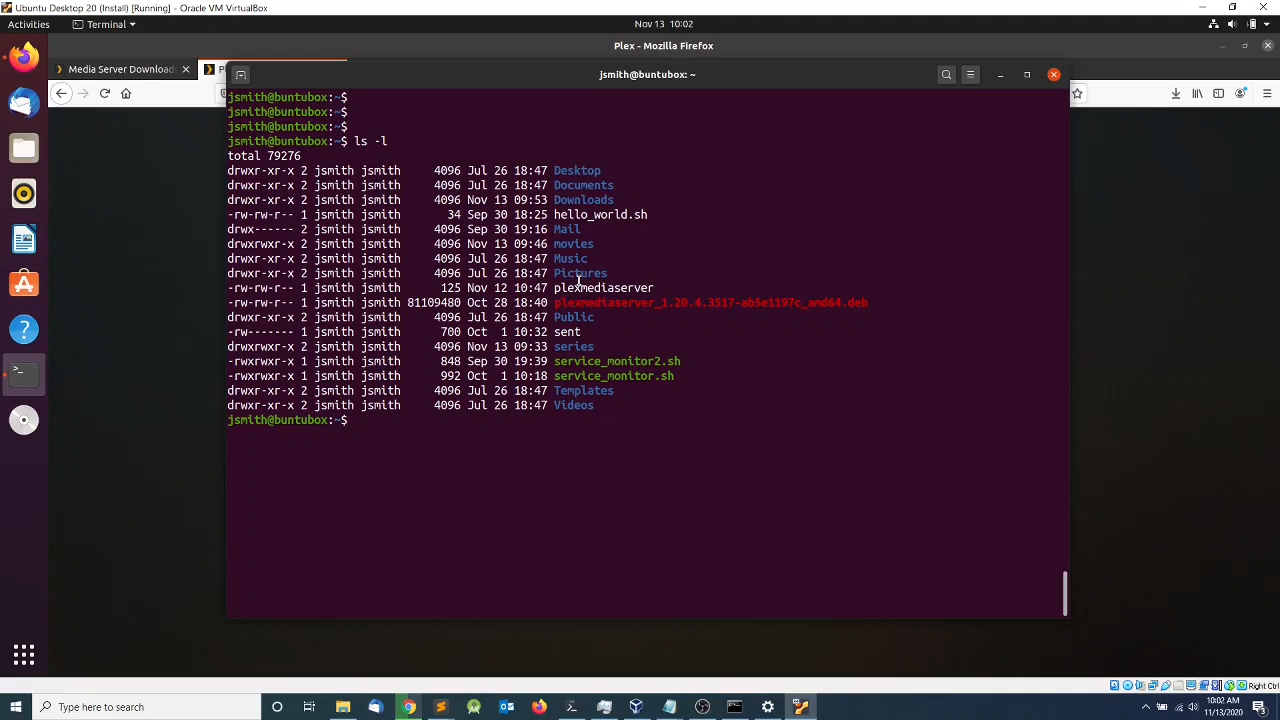 Ubuntu Desktop 20 (Install) [Running] - Oracle VM VirtualBox
Activities Terminal Nov 13 10:02
Plex - Mozilla Firefox
Media Server Downloads
jsmith@buntubox: ~
jsmith@buntubox:~$
jsmith@buntubox:~$
jsmith@buntubox:~$
jsmith@buntubox:~$ ls -l
total 79276
drwxr-xr-x 2 jsmith jsmith 4096 Jul 26 18:47 Desktop
drwxr-xr-x 2 jsmith jsmith 4096 Jul 26 18:47 Documents
drwxr-xr-x 2 jsmith jsmith 4096 Nov 13 09:53 Downloads
-rw-rw-r-- 1 jsmith jsmith 34 Sep 30 18:25 hello_world.sh
drwx------ 2 jsmith jsmith 4096 Sep 30 19:16 Mail
drwxrwxr-x 2 jsmith jsmith 4096 Nov 13 09:46 movies
drwxr-xr-x 2 jsmith jsmith 4096 Jul 26 18:47 Music
drwxr-xr-x 2 jsmith jsmith 4096 Jul 26 18:47 Pictures
-rw-rw-r-- 1 jsmith jsmith 125 Nov 12 10:47 plexmediaserver
-rw-rw-r-- 1 jsmith jsmith 81109480 Oct 28 18:40 plexmediaserver_1.20.4.3517-ab5e1197c_amd64.deb
drwxr-xr-x 2 jsmith jsmith 4096 Jul 26 18:47 Public
-rw------- 1 jsmith jsmith 700 Oct 1 10:32 sent
drwxrwxr-x 2 jsmith jsmith 4096 Nov 13 09:33 series
-rwxrwxr-x 1 jsmith jsmith 848 Sep 30 19:39 service_monitor2.sh
-rwxrwxr-x 1 jsmith jsmith 992 Oct 1 10:18 service_monitor.sh
drwxr-xr-x 2 jsmith jsmith 4096 Jul 26 18:47 Templates
drwxr-xr-x 2 jsmith jsmith 4096 Jul 26 18:47 Videos
jsmith@buntubox:~$
Right Ctrl
Type here to search
10:02 AM
11/13/2020